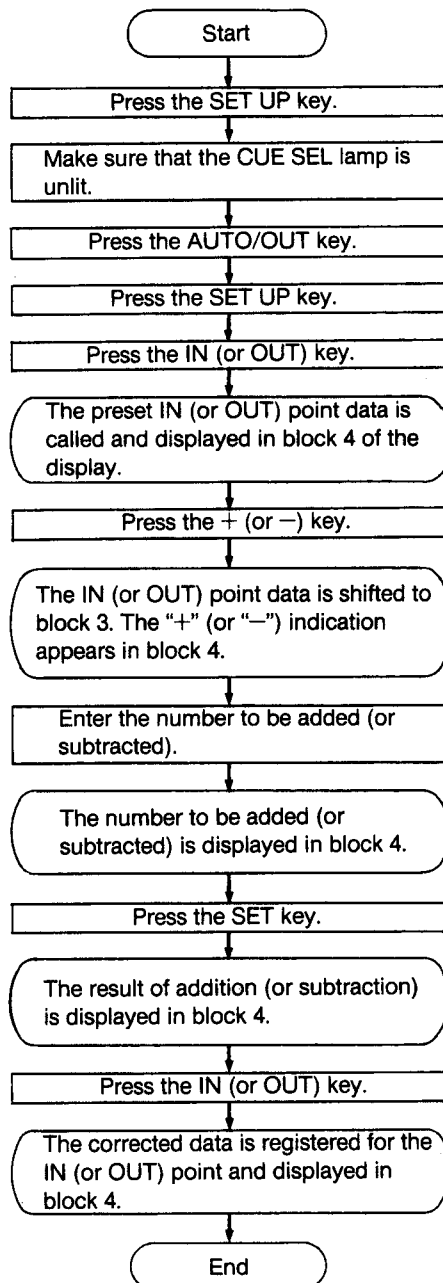 Start
Press the SET UP key.
Make sure that the CUE SEL lamp is
unlit.
Press the AUTO/OUT key.
Press the SET UP key.
Press the IN (or OUT) key.
The preset IN (or OUT) point data is
called and displayed in block 4 of the
display.
Press the + (or −) key.
The IN (or OUT) point data is shifted to
block 3. The “+” (or “−”) indication
appears in block 4.
Enter the number to be added (or
subtracted).
The number to be added (or
subtracted) is displayed in block 4.
Press the SET key.
The result of addition (or subtraction)
is displayed in block 4.
Press the IN (or OUT) key.
The corrected data is registered for the
IN (or OUT) point and displayed in
block 4.
End